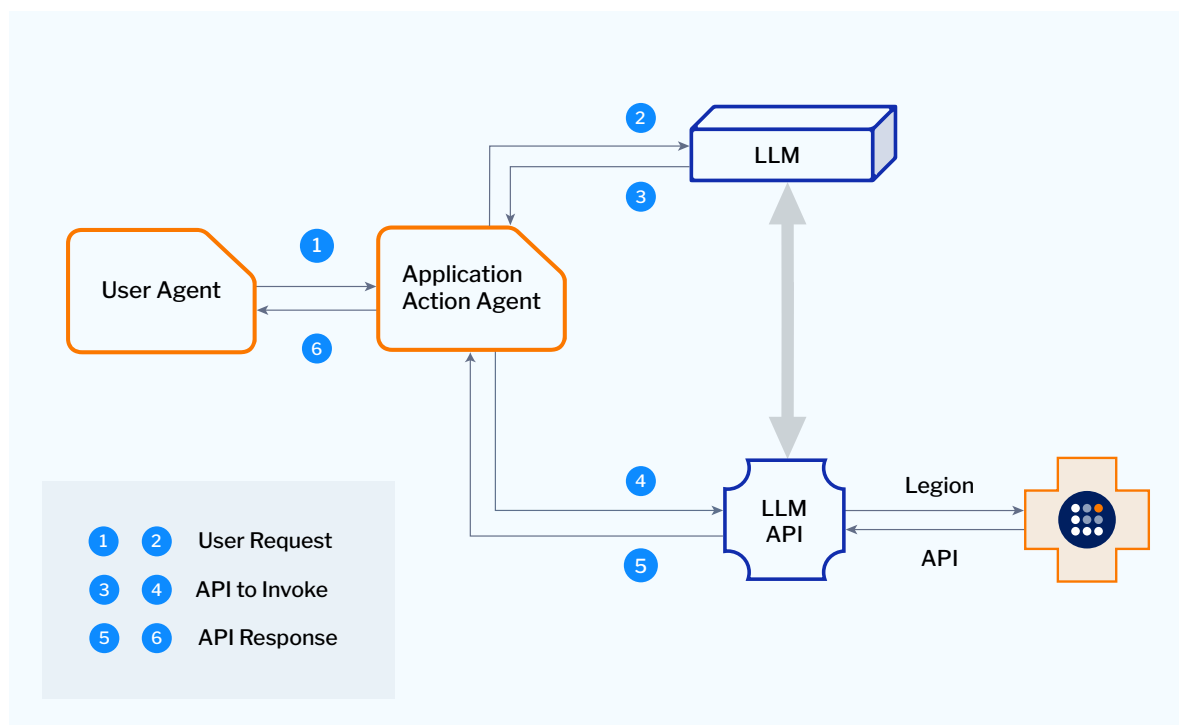 2
LLM
3
1
User Agent
Application
Action Agent
6
4
LLM
API
Legion
API
5
1 2 User Request
3 4 API to Invoke
5 6 API Response